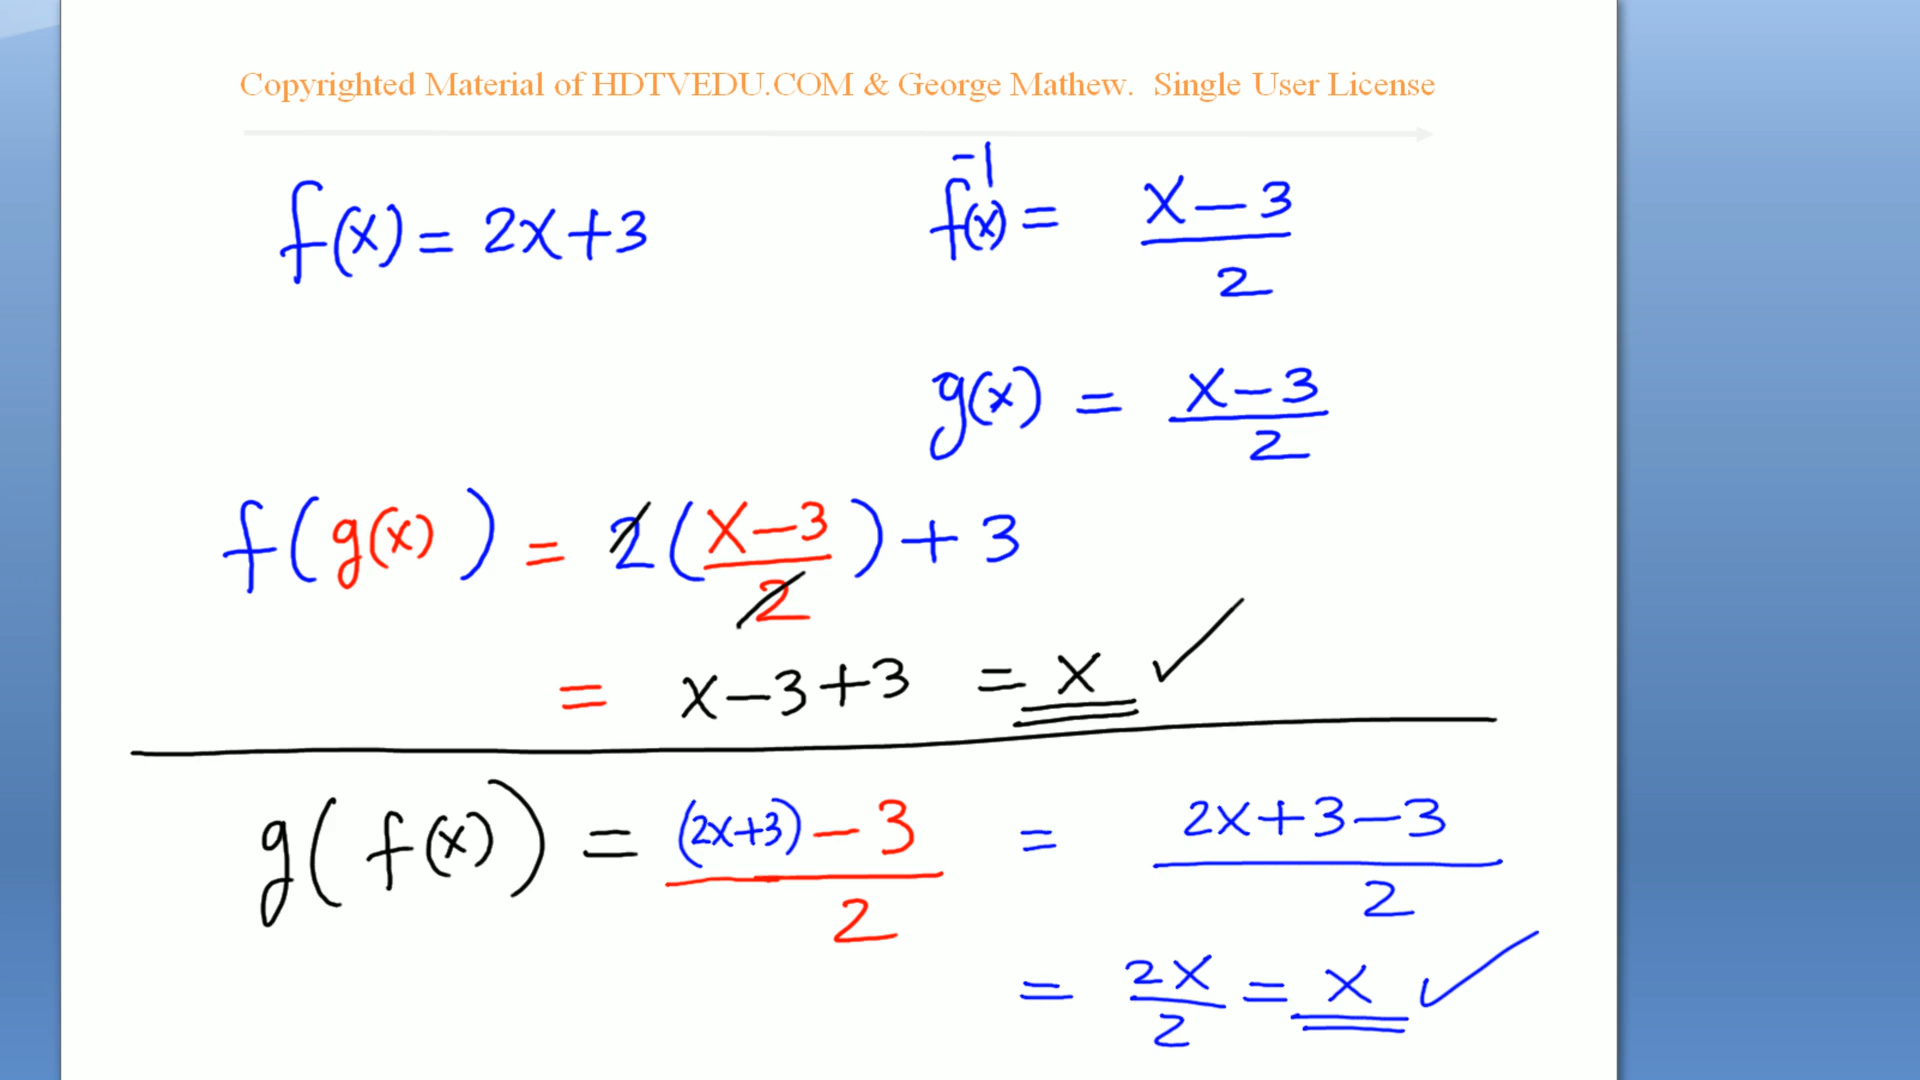 Copyrighted Material of HDTVEDU.COM & George Mathew. Single User License
f(x) = 2x+3
f⁻¹(x) = (x-3)/2
g(x) = (x-3)/2
f(g(x)) = 2((x-3)/2) + 3
= x-3+3 = x ✓
g(f(x)) = ((2x+3) - 3)/2 = (2x+3-3)/2
= 2x/2 = x ✓